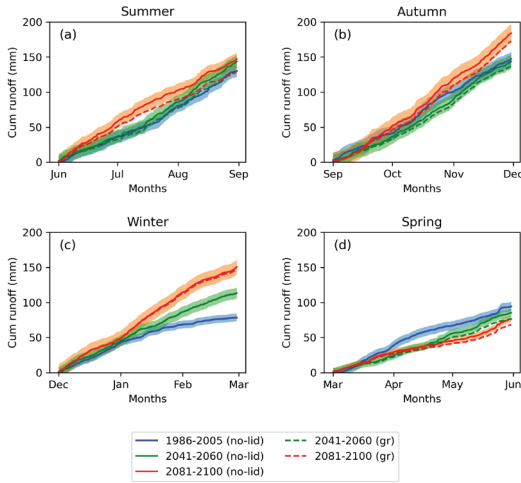 Summer
Autumn
(a)
(b)
Cum runoff (mm)
200
150
100
50
0
Jun Jul Aug Sep
Months
Cum runoff (mm)
200
150
100
50
0
Sep Oct Nov Dec
Months
Winter
Spring
(c)
(d)
Cum runoff (mm)
200
150
100
50
0
Dec Jan Feb Mar
Months
Cum runoff (mm)
200
150
100
50
0
Mar Apr May Jun
Months
1986-2005 (no-lid)
2041-2060 (no-lid)
2081-2100 (no-lid)
2041-2060 (gr)
2081-2100 (gr)